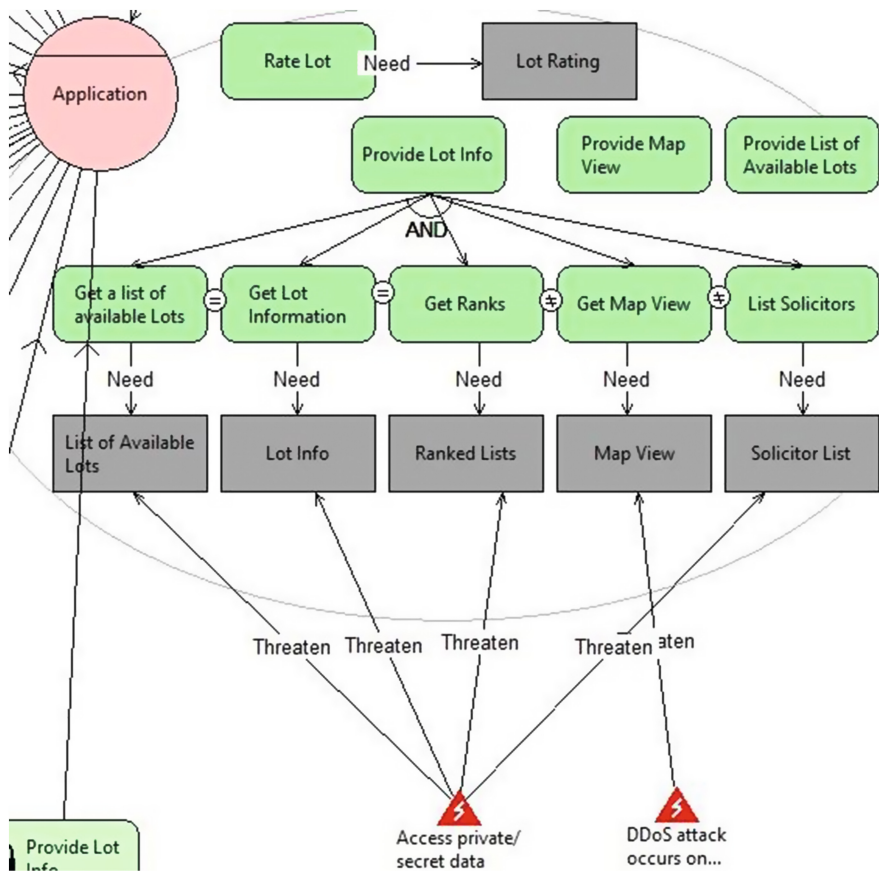 Application
Rate Lot
Need
Lot Rating
Provide Lot Info
Provide Map
View
Provide List of
Available Lots
AND
Get a list of
available Lots
=
Get Lot
Information
=
Get Ranks
≠
Get Map View
≠
List Solicitors
Need
Need
Need
Need
Need
List of Available
Lots
Lot Info
Ranked Lists
Map View
Solicitor List
Threaten
Threaten
Threaten
Threaten
aten
Access private/
secret data
DDoS attack
occurs on...
Provide Lot
Info